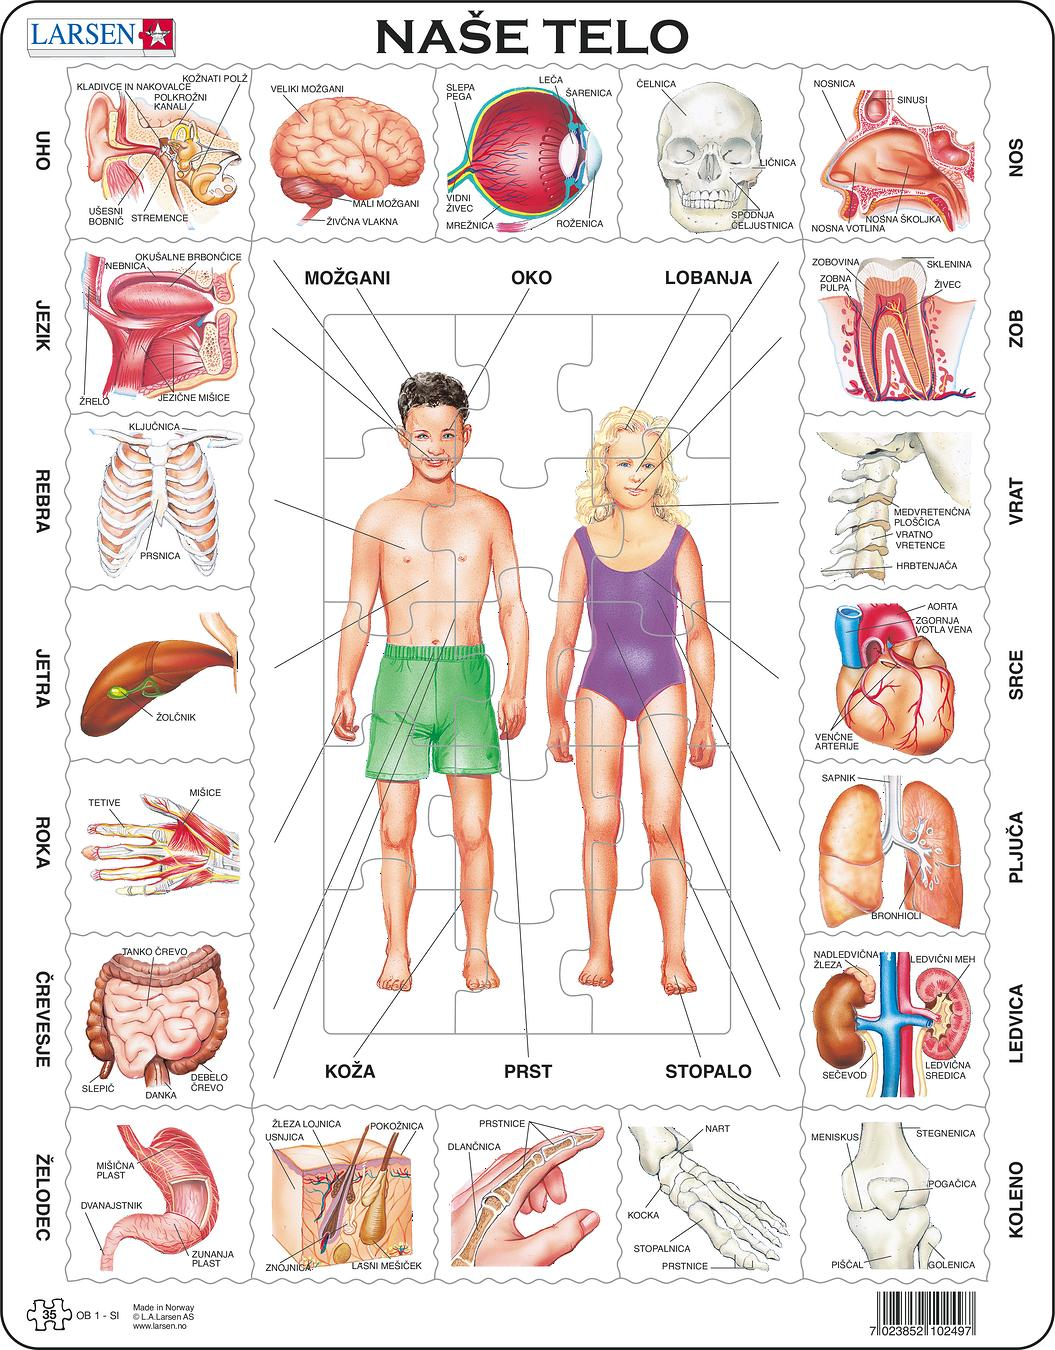 LARSEN
NAŠE TELO
UHO
KLADIVCE IN NAKOVALCE
KOŽNATI POLŽ
POLKROŽNI
KANALI
UŠESNI
BOBNIČ
STREMENCE
VELIKI MOŽGANI
MALI MOŽGANI
ŽIVČNA VLAKNA
SLEPA
PEGA
LEČA
ŠARENICA
VIDNI
ŽIVEC
MREŽNICA
ROŽENICA
ČELNICA
LIČNICA
SPODNJA
ČELJUSTNICA
NOSNICA
SINUSI
NOSNA ŠKOLJKA
NOSNA VOTLINA
NOS
MOŽGANI
OKO
LOBANJA
JEZIK
NEBNICA
OKUŠALNE BRBONČICE
ŽRELO
JEZIČNE MIŠICE
ZOBOVINA
SKLENINA
ZOBNA
PULPA
ŽIVEC
ZOB
REBRA
KLJUČNICA
PRSNICA
MEDVRETENČNA
PLOŠČICA
VRATNO
VRETENCE
HRBTENJAČA
VRAT
JETRA
ŽOLČNIK
AORTA
ZGORNJA
VOTLA VENA
VENČNE
ARTERIJE
SRCE
ROKA
TETIVE
MIŠICE
SAPNIK
BRONHIOLI
PLJUČA
ČREVESJE
TANKO ČREVO
SLEPIČ
DANKA
DEBELO
ČREVO
NADLEDVIČNA
ŽLEZA
LEDVIČNI MEH
SEČEVOD
LEDVIČNA
SREDICA
LEDVICA
KOŽA
PRST
STOPALO
ŽELODEC
MIŠIČNA
PLAST
DVANAJSTNIK
ZUNANJA
PLAST
ŽLEZA LOJNICA
USNJICA
POKOŽNICA
ZNOJNICA
LASNI MEŠIČEK
PRSTNICE
DLANČNICA
NART
KOCKA
STOPALNICA
PRSTNICE
MENISKUS
STEGNENICA
POGAČICA
PIŠČAL
GOLENICA
KOLENO
35
OB 1 - SI
Made in Norway
© L.A.Larsen AS
www.larsen.no
7 023852 102497